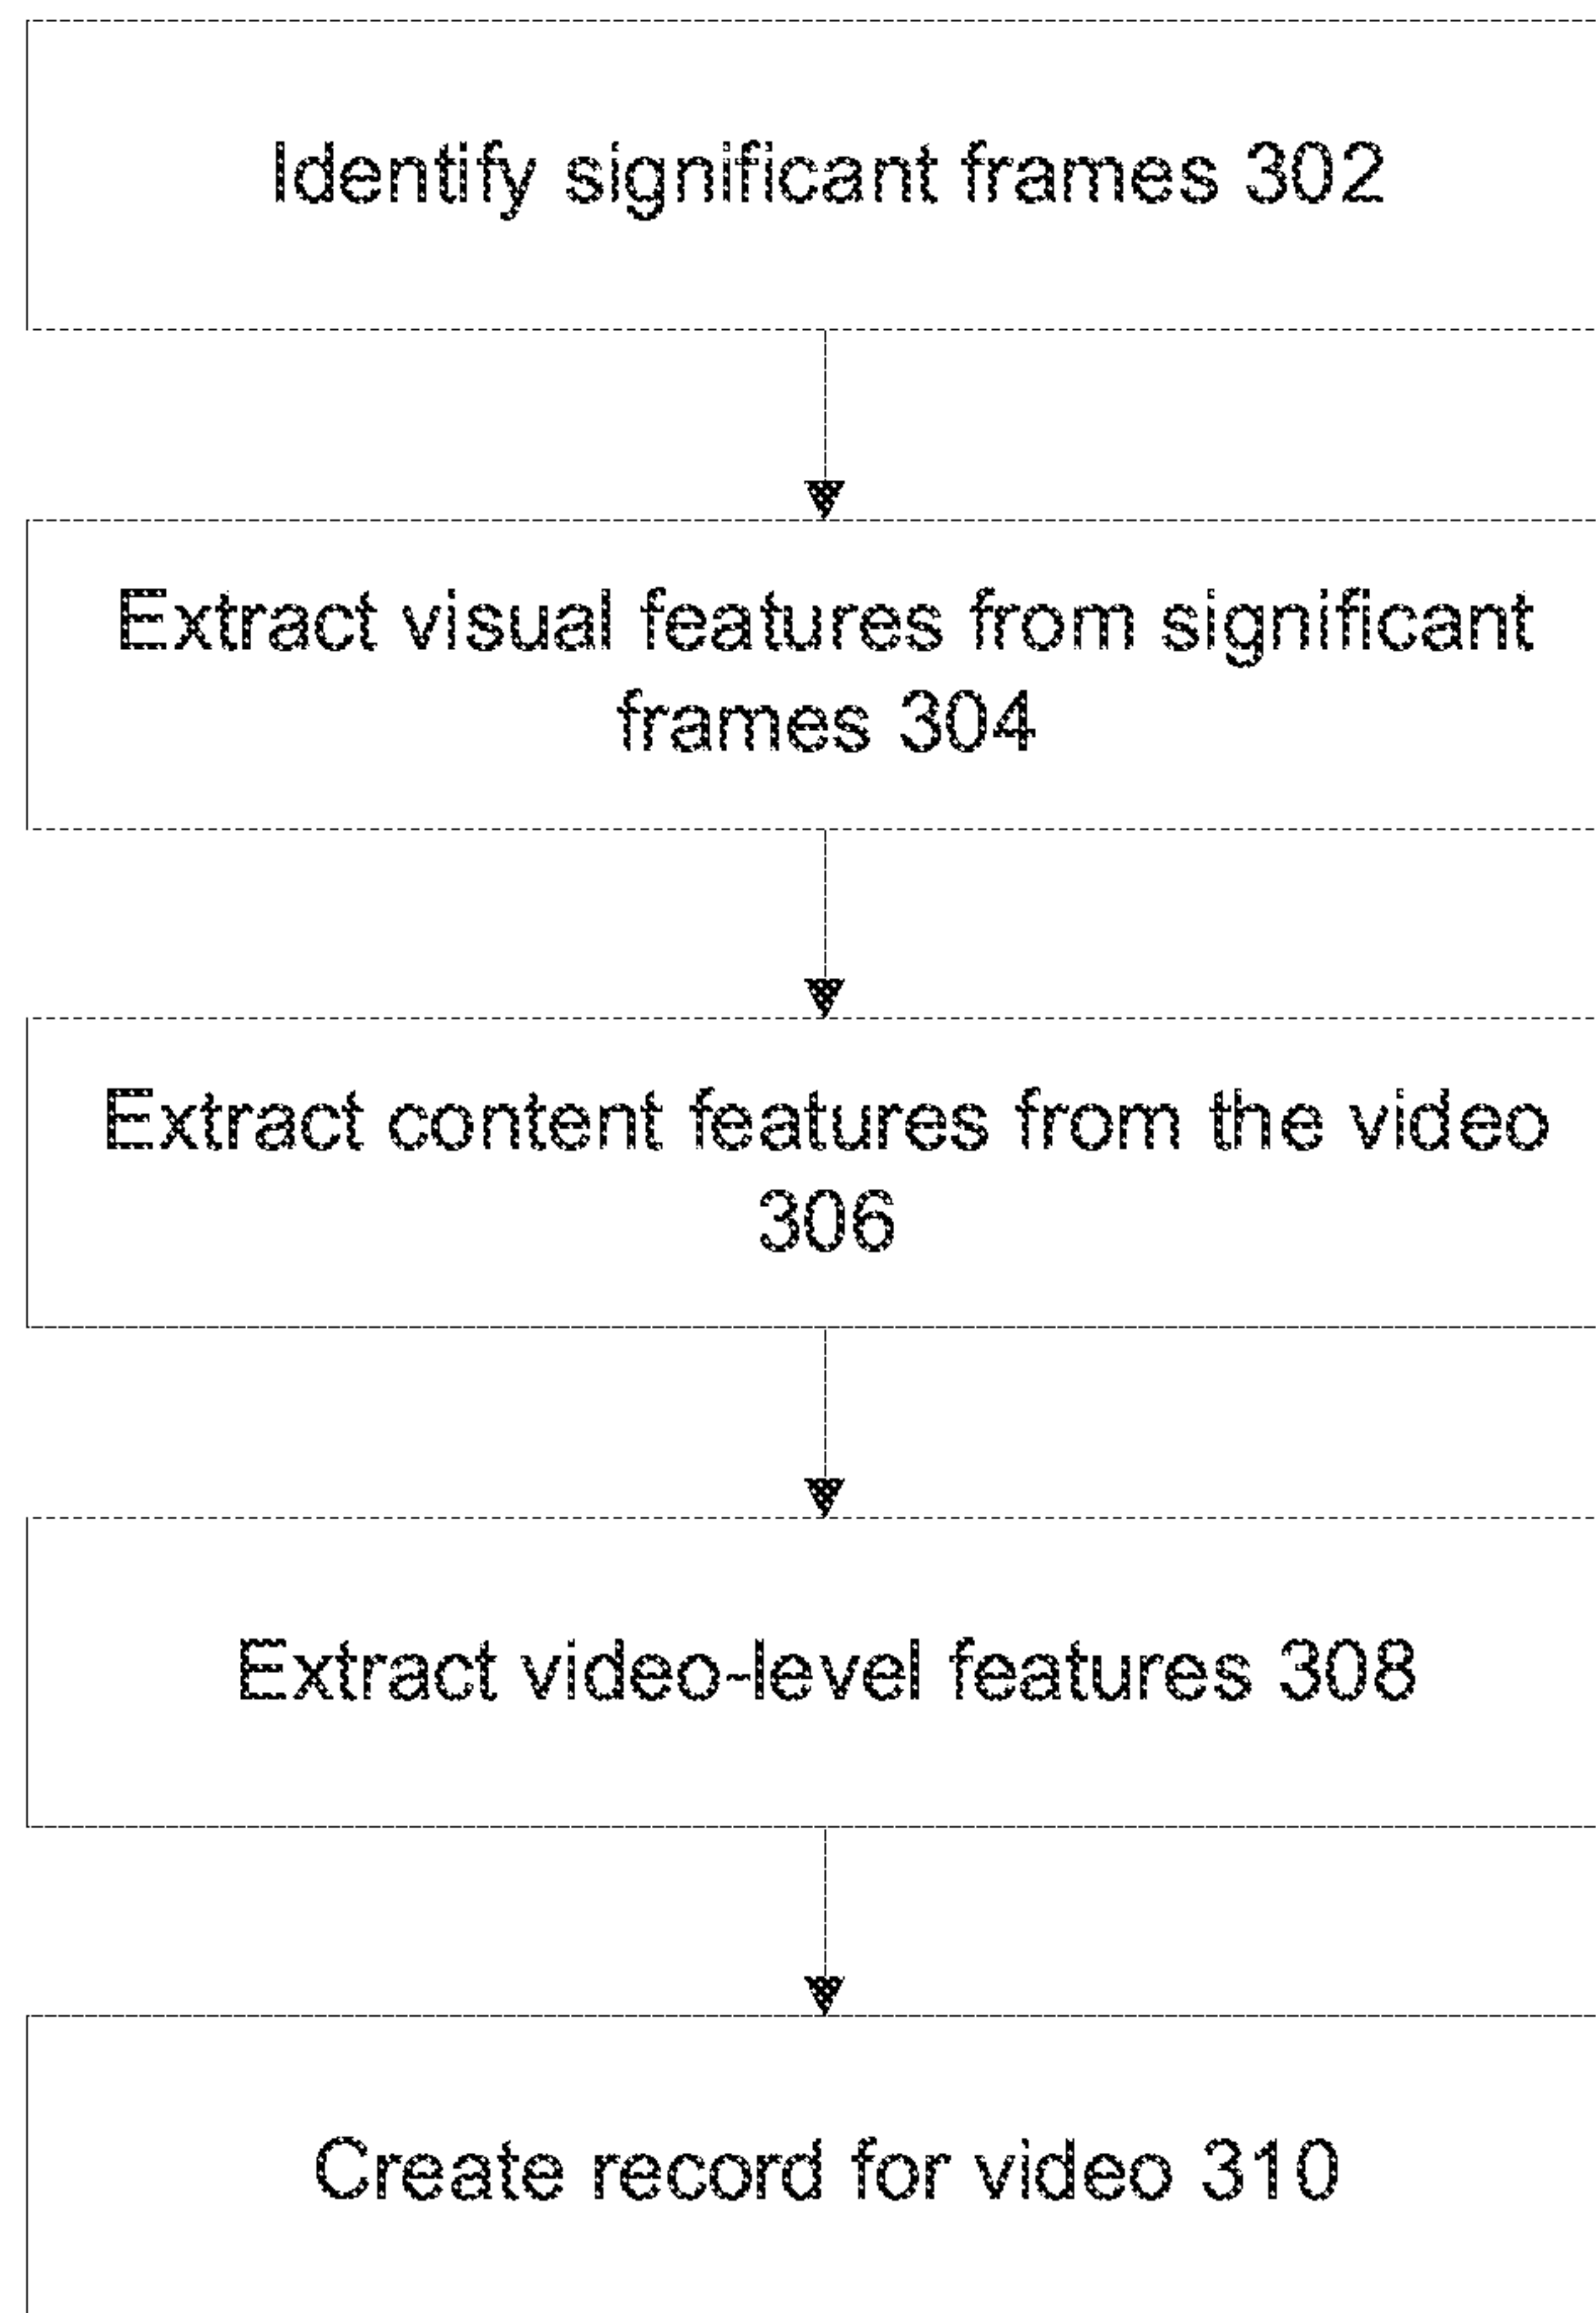 Identify significant frames 302
Extract visual features from significant
frames 304
Extract content features from the video
306
Extract video-level features 308
Create record for video 310